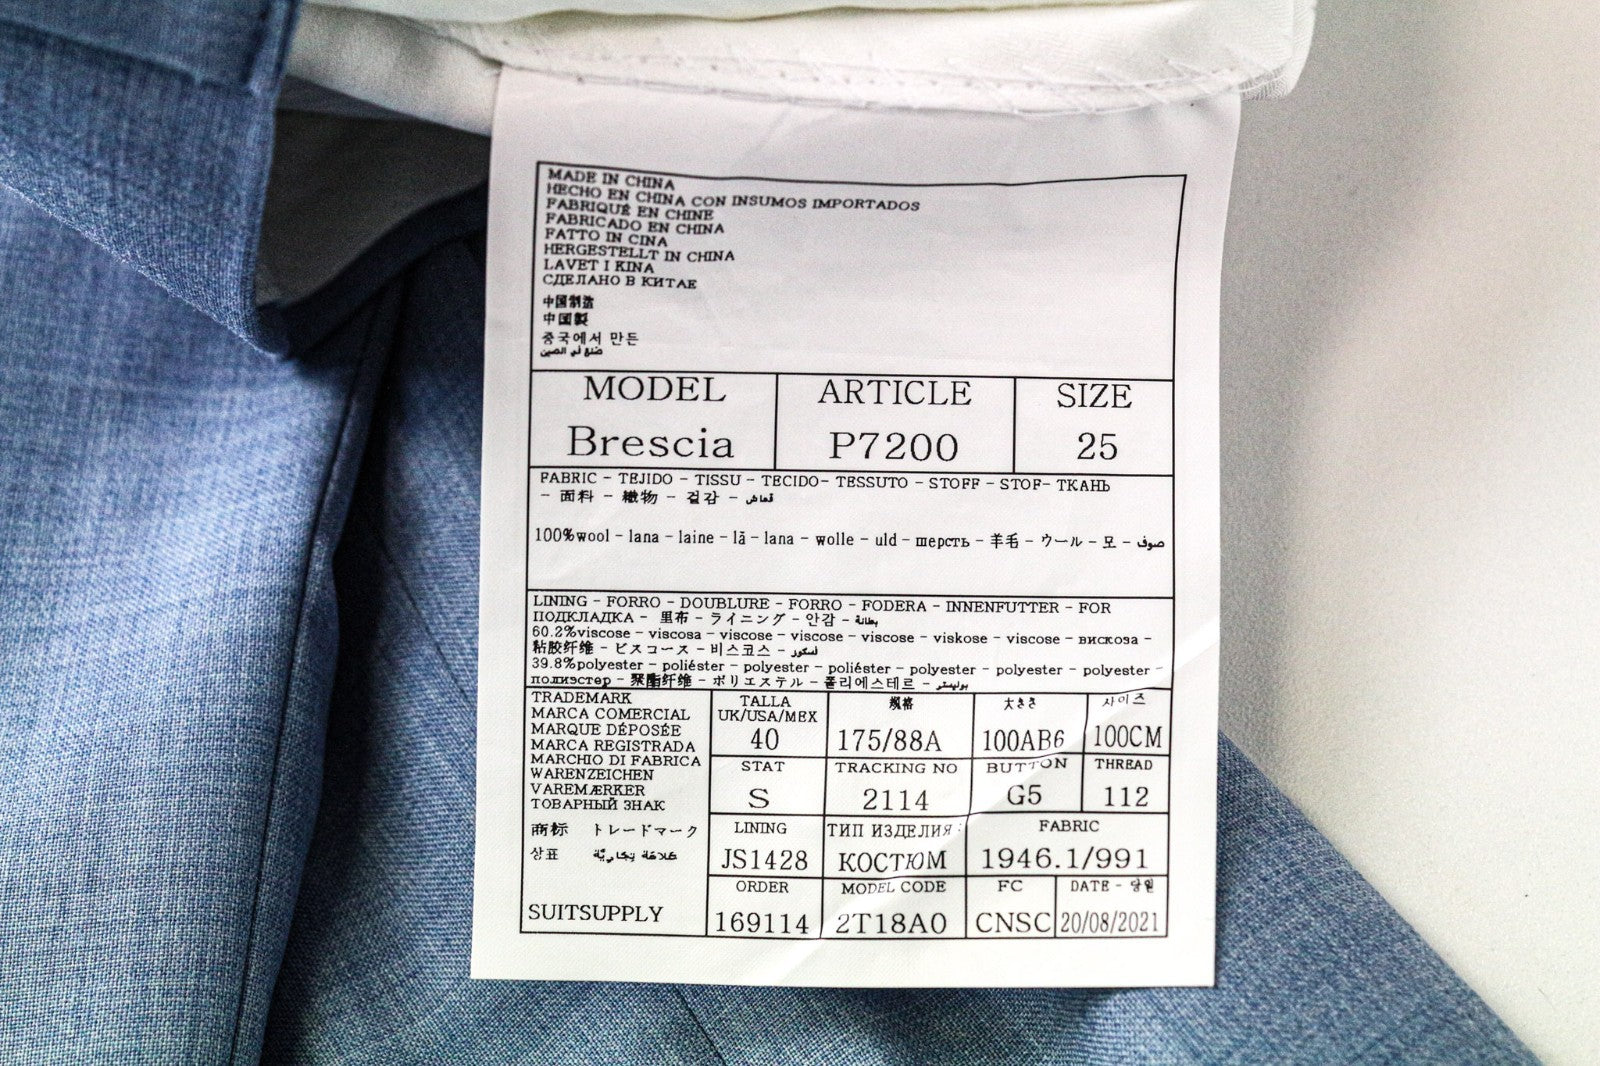 MADE IN CHINA
HECHO EN CHINA CON INSUMOS IMPORTADOS
FABRIQUÉ EN CHINE
FABRICADO EN CHINA
FATTO IN CINA
HERGESTELLT IN CHINA
LAVET I KINA
СДЕЛАНО В КИТАЕ
中国制造
中国製
중국에서 만든
صنع في الصين
MODEL ARTICLE SIZE
Brescia P7200 25
FABRIC - TEJIDO - TISSU - TECIDO- TESSUTO - STOFF - STOF- ТКАНЬ
- 面料 - 織物 - 겉감 - قماش
100%wool - lana - laine - lã - lana - wolle - uld - шерсть - 羊毛 - ウール - 모 - صوف
LINING - FORRO - DOUBLURE - FORRO - FODERA - INNENFUTTER - FOR
ПОДКЛАДКА - 里布 - ライニング - 안감 - بطانة
60.2%viscose - viscosa - viscose - viscose - viscose - viskose - viscose - вискоза -
粘胶纤维 - ビスコース - 비스코스 - فسكوز
39.8%polyester - poliéster - polyester - poliéster - polyester - polyester - polyester -
полиэстер - 聚酯纤维 - ポリエステル - 폴리에스테르 - بوليستر
TRADEMARK
MARCA COMERCIAL
MARQUE DÉPOSÉE
MARCA REGISTRADA
MARCHIO DI FABRICA
WARENZEICHEN
VAREMÆRKER
ТОВАРНЫЙ ЗНАК
商标 トレードマーク
상표 علامة تجارية
SUITSUPPLY
TALLA 规格 大きさ 사이즈
UK/USA/MEX
40 175/88A 100AB6 100CM
STAT TRACKING NO BUTTON THREAD
S 2114 G5 112
LINING ТИП ИЗДЕЛИЯ: FABRIC
JS1428 КОСТЮМ 1946.1/991
ORDER MODEL CODE FC DATE - 당월
169114 2T18A0 CNSC 20/08/2021